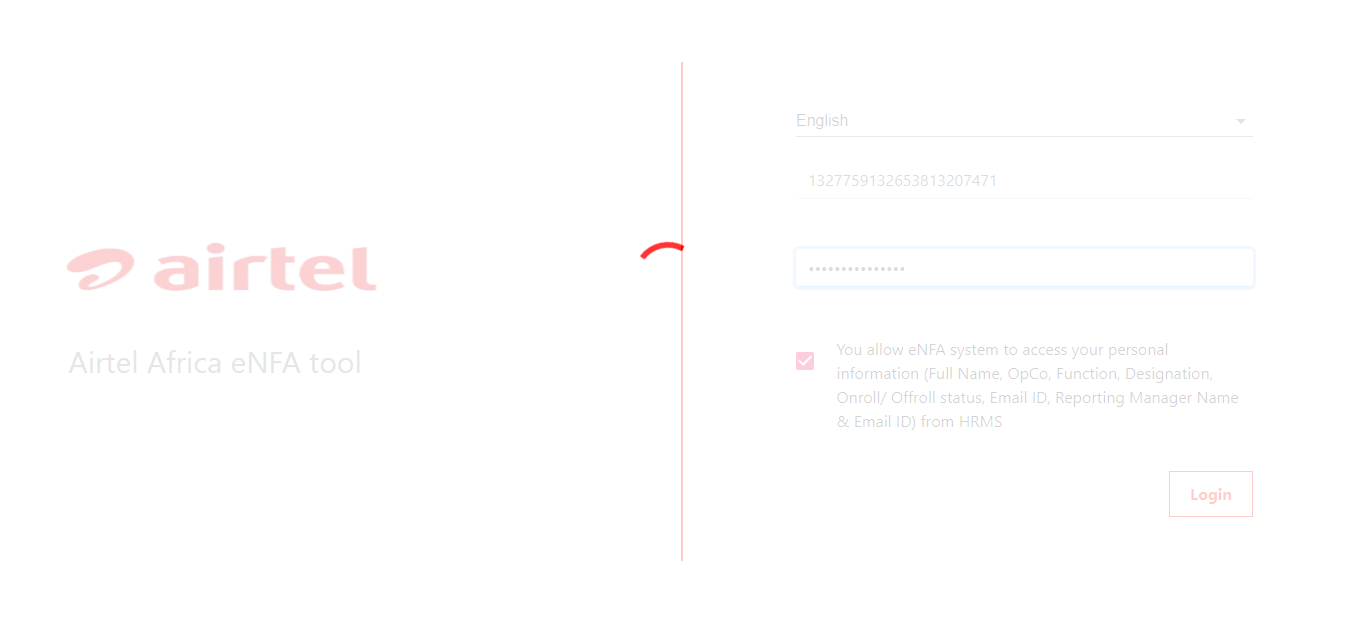 airtel
Airtel Africa eNFA tool
English
1327759132653813207471
•••••••••••••••
You allow eNFA system to access your personal
information (Full Name, OpCo, Function, Designation,
Onroll/ Offroll status, Email ID, Reporting Manager Name
& Email ID) from HRMS
Login